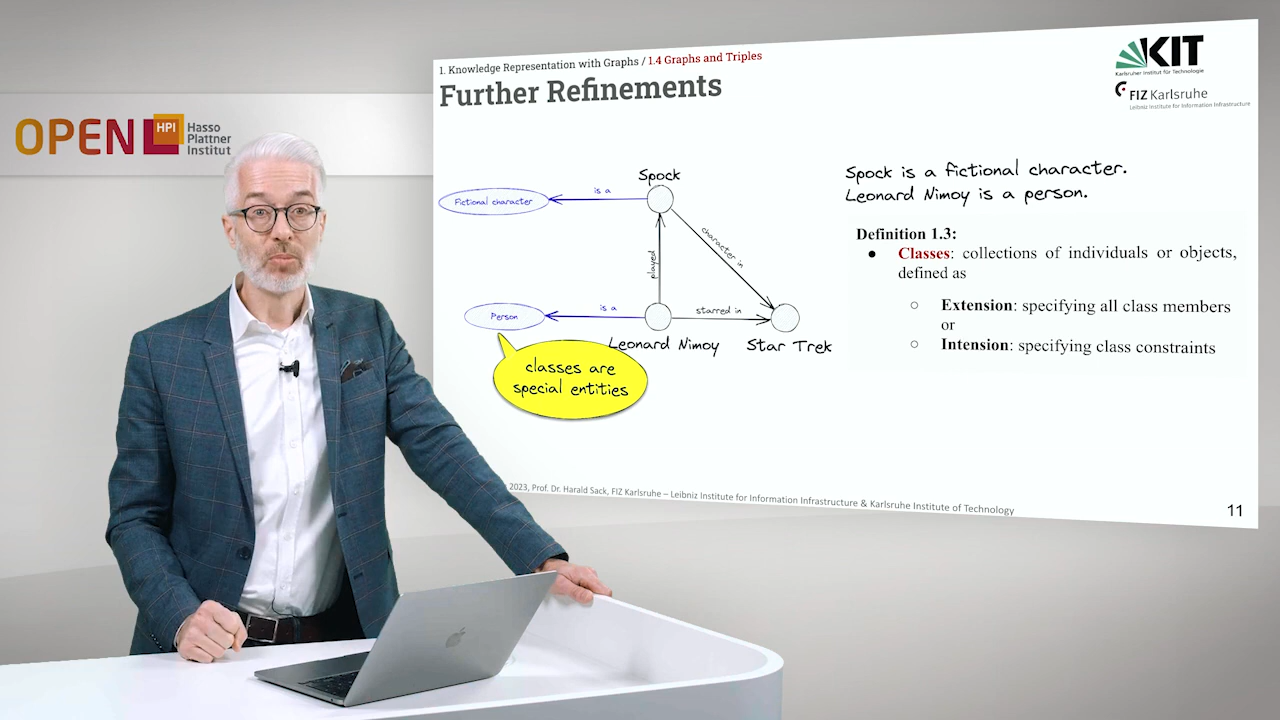 OPEN HPI Hasso
Plattner
Institut
1. Knowledge Representation with Graphs / 1.4 Graphs and Triples
Further Refinements
KIT
Karlsruher Institut für Technologie
FIZ Karlsruhe
Leibniz Institute for Information Infrastructure
Spock
Fictional character
is a
played
character in
Person
is a
starred in
Leonard Nimoy
Star Trek
classes are
special entities
Spock is a fictional character.
Leonard Nimoy is a person.
Definition 1.3:
● Classes: collections of individuals or objects,
defined as
○ Extension: specifying all class members
or
○ Intension: specifying class constraints
2023, Prof. Dr. Harald Sack, FIZ Karlsruhe – Leibniz Institute for Information Infrastructure & Karlsruhe Institute of Technology
11